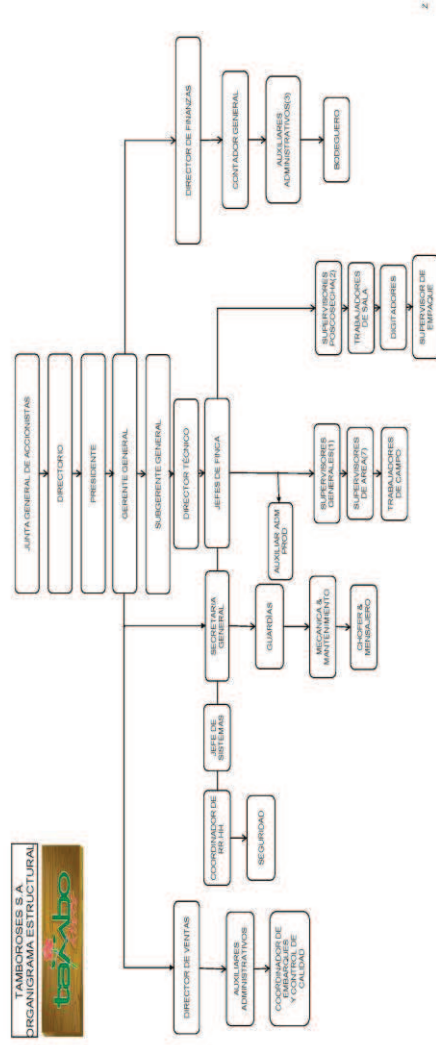 TAMBOROSES S.A.
ORGANIGRAMA ESTRUCTURAL
tambo
JUNTA GENERAL DE ACCIONISTAS
DIRECTORIO
PRESIDENTE
GERENTE GENERAL
SUBGERENTE GENERAL
DIRECTOR TÉCNICO
DIRECTOR DE VENTAS
AUXILIARES
ADMINISTRATIVOS
COORDINADOR DE
EMBARQUES
Y CONTROL DE
CALIDAD
COORDINADOR DE
RR HH
SEGURIDAD
JEFE DE
SISTEMAS
SECRETARIA
GENERAL
GUARDÍAS
MECANICA &
MANTENIMIENTO
CHOFER &
MENSAJERO
JEFES DE FINCA
AUXILIAR ADM
PROD
SUPERVISORES
GENERALES(1)
SUPERVISORES
DE AREA(7)
TRABAJADORES
DE CAMPO
SUPERVISORES
POSCOSECHA(2)
TRABAJADORES
DE SALA
DIGITADORES
SUPERVISOR DE
EMPAQUE
DIRECTOR DE FINANZAS
CONTADOR GENERAL
AUXILIARES
ADMINISTRATIVOS(3)
BODEGUERO